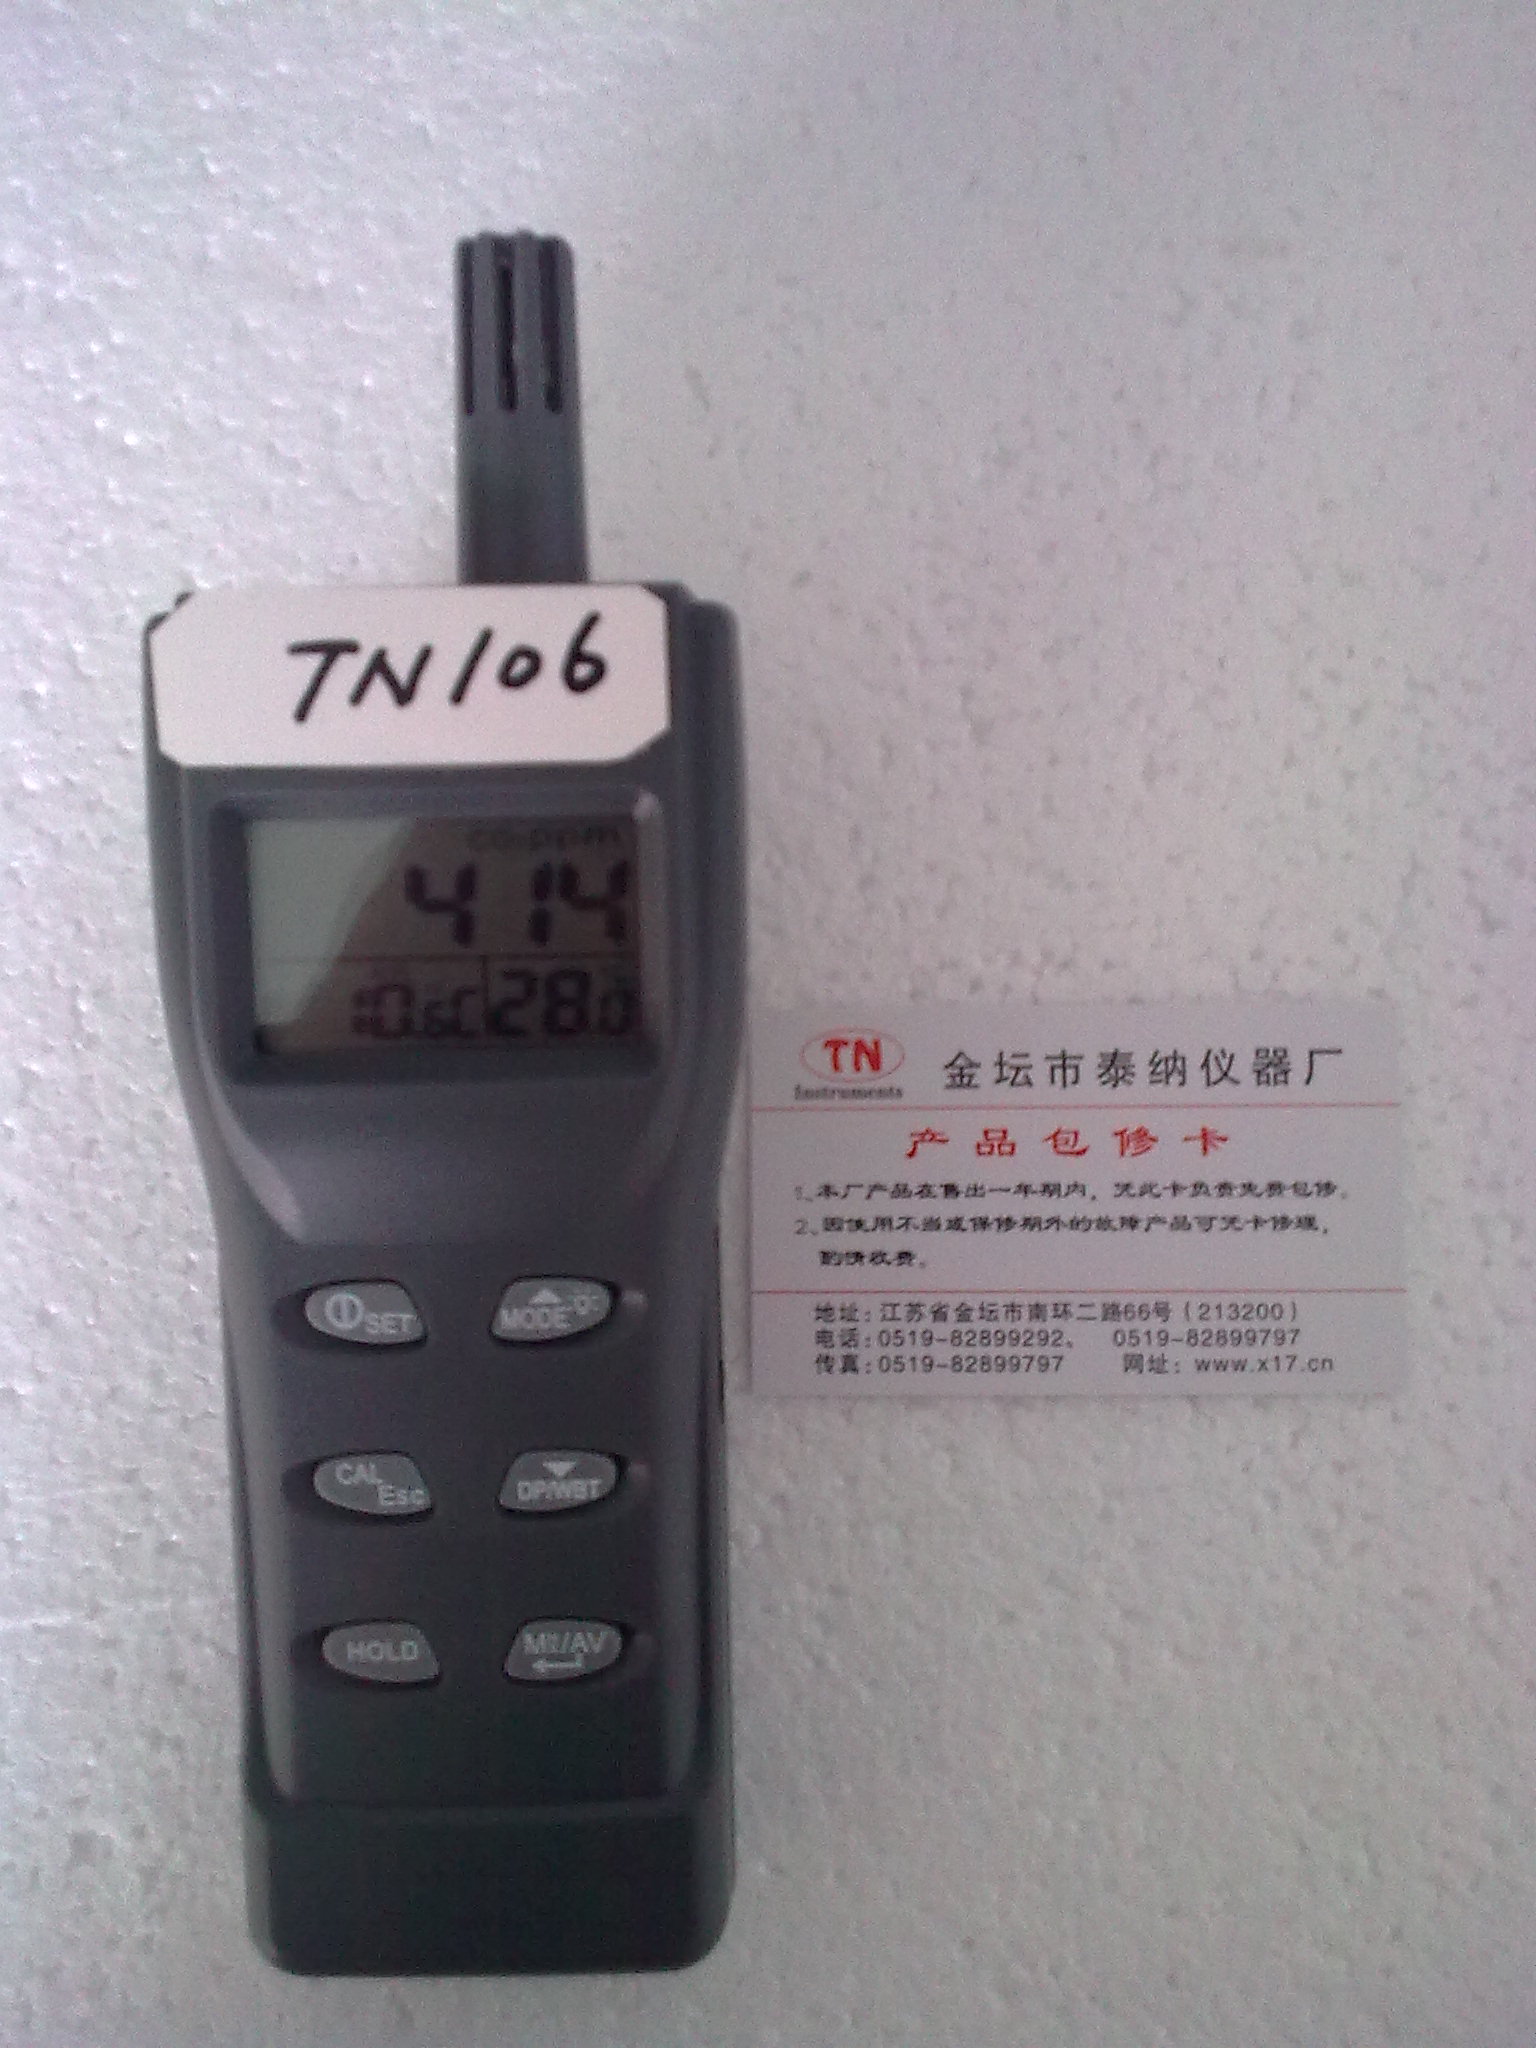 TN106
CO₂ppm
414
10.6C 28.0
SET
MODE
CAL
Esc
DP/WBT
HOLD
TN
Instruments
金坛市泰纳仪器厂
产品包修卡
1、本厂产品在售出一年期内，凭此卡负责免费包修。
2、因使用不当或保修期外的故障产品可凭卡修理，
酌情收费。
地址：江苏省金坛市南环二路66号（213200）
电话：0519-82899292、 0519-82899797
传真：0519-82899797 网址：www.x17.cn